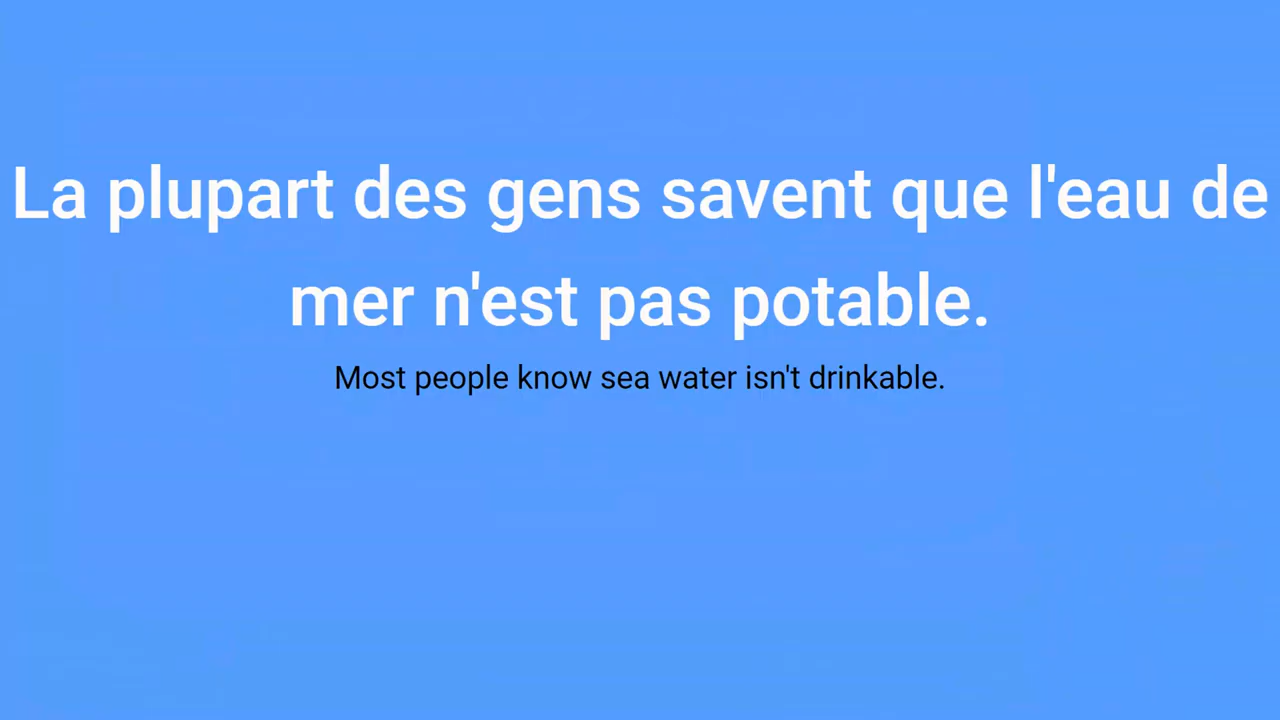 La plupart des gens savent que l'eau de
mer n'est pas potable.
Most people know sea water isn't drinkable.